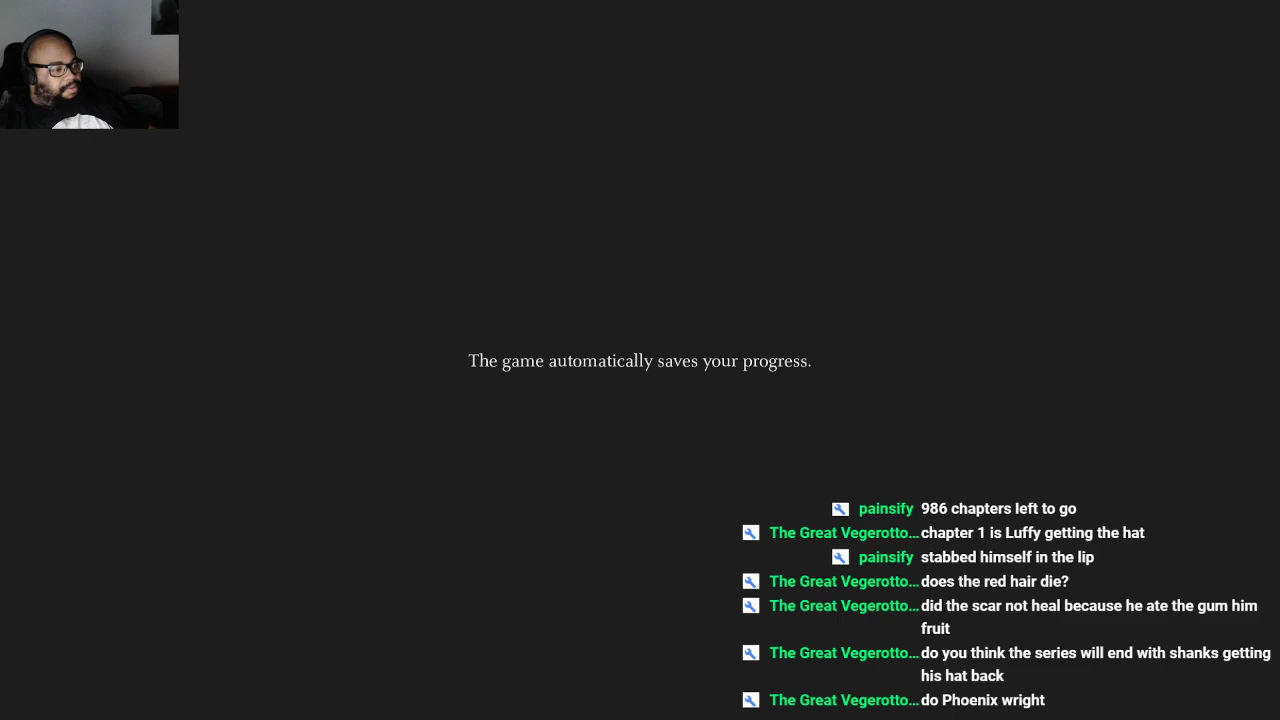 The game automatically saves your progress.
painsify 986 chapters left to go
The Great Vegerotto... chapter 1 is Luffy getting the hat
painsify stabbed himself in the lip
The Great Vegerotto... does the red hair die?
The Great Vegerotto... did the scar not heal because he ate the gum him
fruit
The Great Vegerotto... do you think the series will end with shanks getting
his hat back
The Great Vegerotto... do Phoenix wright